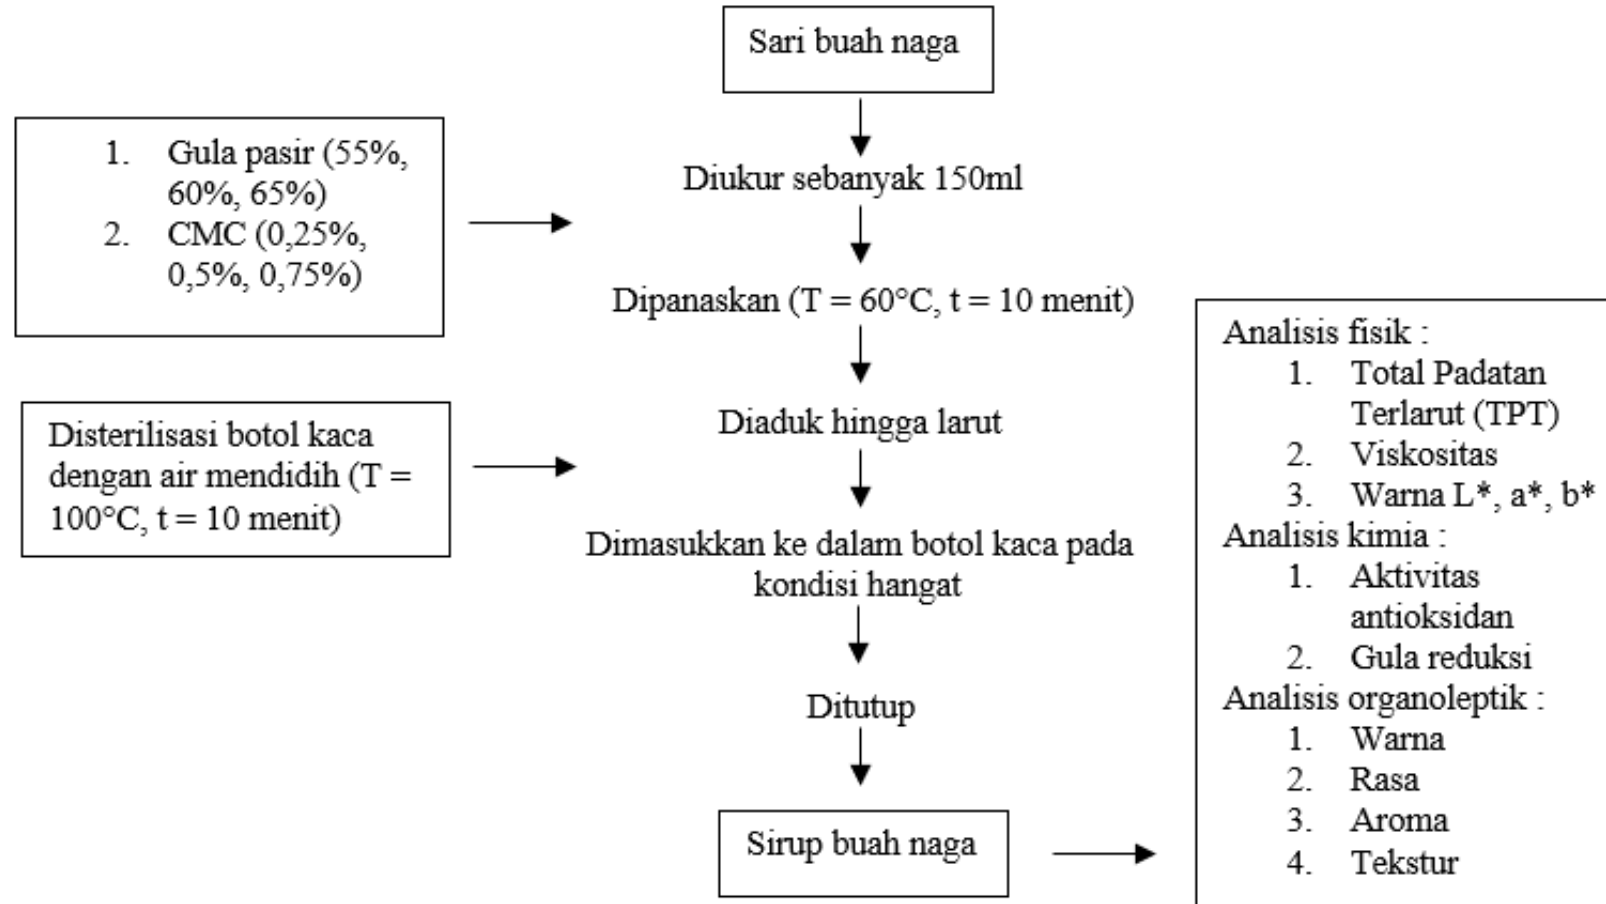 Sari buah naga
1. Gula pasir (55%,
60%, 65%)
2. CMC (0,25%,
0,5%, 0,75%)
Diukur sebanyak 150ml
Dipanaskan (T = 60°C, t = 10 menit)
Diaduk hingga larut
Disterilisasi botol kaca
dengan air mendidih (T =
100°C, t = 10 menit)
Dimasukkan ke dalam botol kaca pada
kondisi hangat
Ditutup
Sirup buah naga
Analisis fisik :
1. Total Padatan
Terlarut (TPT)
2. Viskositas
3. Warna L*, a*, b*
Analisis kimia :
1. Aktivitas
antioksidan
2. Gula reduksi
Analisis organoleptik :
1. Warna
2. Rasa
3. Aroma
4. Tekstur